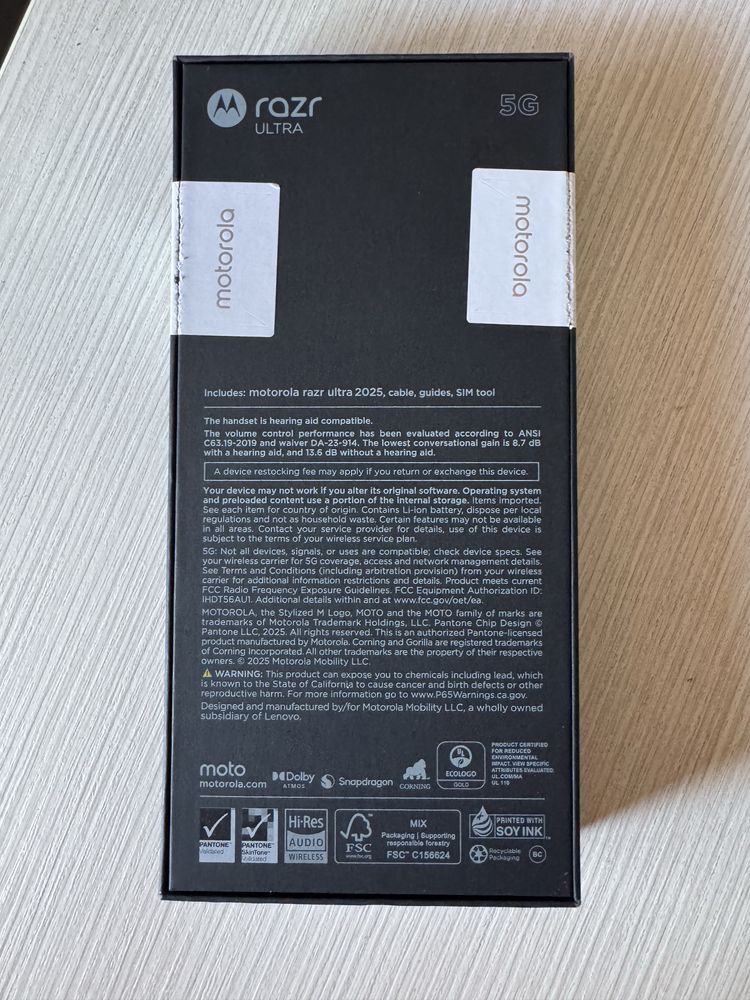 razr
ULTRA
5G
motorola
motorola
Includes: motorola razr ultra 2025, cable, guides, SIM tool
The handset is hearing aid compatible.
The volume control performance has been evaluated according to ANSI
C63.19-2019 and waiver DA-23-914. The lowest conversational gain is 8.7 dB
with a hearing aid, and 13.6 dB without a hearing aid.
A device restocking fee may apply if you return or exchange this device.
Your device may not work if you alter its original software. Operating system
and preloaded content use a portion of the internal storage. Items imported.
See each item for country of origin. Contains Li-ion battery, dispose per local
regulations and not as household waste. Certain features may not be available
in all areas. Contact your service provider for details, use of this device is
subject to the terms of your wireless service plan.
5G: Not all devices, signals, or uses are compatible; check device specs. See
your wireless carrier for 5G coverage, access and network management details.
See Terms and Conditions (including arbitration provision) from your wireless
carrier for additional information restrictions and details. Product meets current
FCC Radio Frequency Exposure Guidelines. FCC Equipment Authorization ID:
IHDT56AU1. Additional details within and at www.fcc.gov/oet/ea.
MOTOROLA, the Stylized M Logo, MOTO and the MOTO family of marks are
trademarks of Motorola Trademark Holdings, LLC. Pantone Chip Design ©
Pantone LLC, 2025. All rights reserved. This is an authorized Pantone-licensed
product manufactured by Motorola. Corning and Gorilla are registered trademarks
of Corning Incorporated. All other trademarks are the property of their respective
owners. © 2025 Motorola Mobility LLC.
⚠ WARNING: This product can expose you to chemicals including lead, which
is known to the State of California to cause cancer and birth defects or other
reproductive harm. For more information go to www.P65Warnings.ca.gov.
Designed and manufactured by/for Motorola Mobility LLC, a wholly owned
subsidiary of Lenovo.
moto
motorola.com
Dolby
ATMOS
Snapdragon
CORNING
UL
ECOLOGO
GOLD
PRODUCT CERTIFIED
FOR REDUCED
ENVIRONMENTAL
IMPACT. VIEW SPECIFIC
ATTRIBUTES EVALUATED:
UL.COM/MA
UL 110
PANTONE®
Validated
PANTONE®
SkinTone™
Validated
Hi-Res
AUDIO
WIRELESS
FSC
www.fsc.org
MIX
Packaging | Supporting
responsible forestry
FSC™ C156624
PRINTED WITH
SOY INK™
Recyclable
Packaging
BC